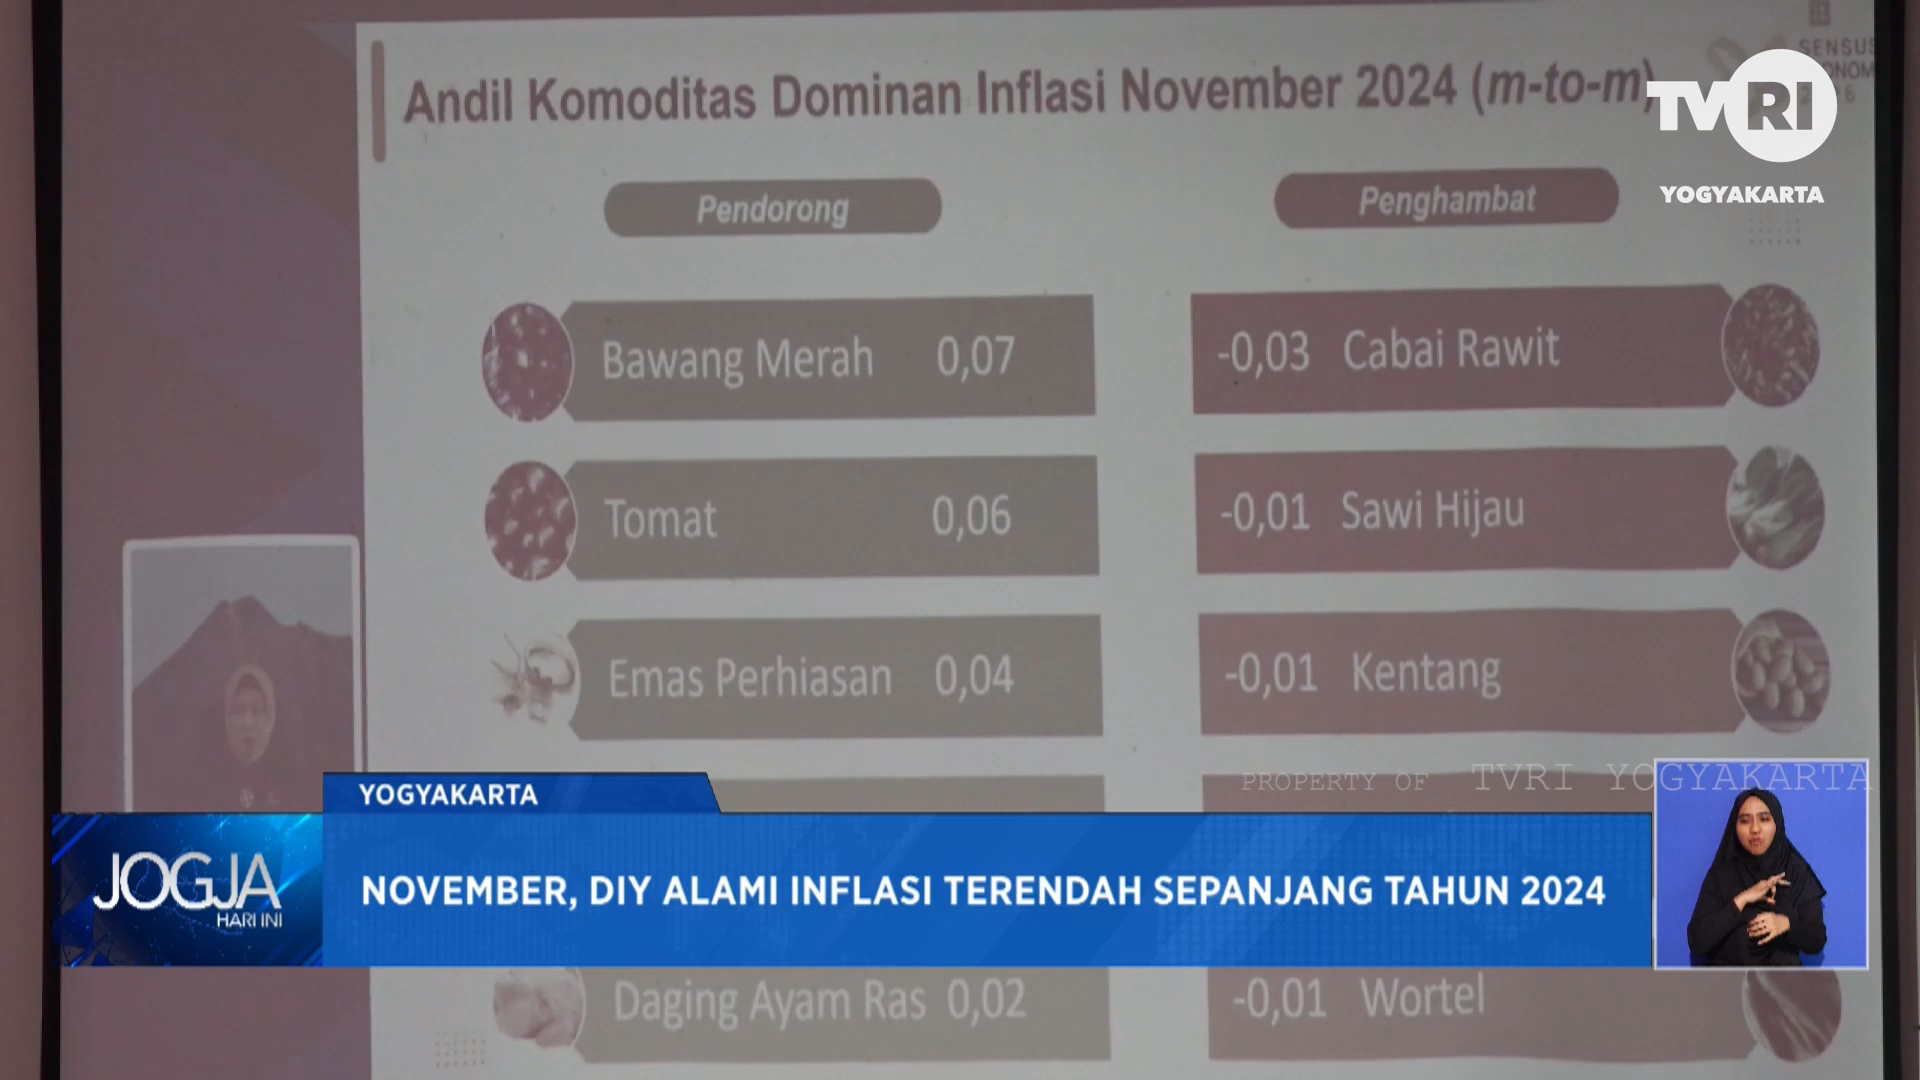 Andil Komoditas Dominan Inflasi November 2024 (m-to-m)
SENSUS
TVRI
YOGYAKARTA
Pendorong
Penghambat
Bawang Merah 0,07
-0,03 Cabai Rawit
Tomat 0,06
-0,01 Sawi Hijau
Emas Perhiasan 0,04
-0,01 Kentang
PROPERTY OF TVRI YOGYAKARTA
YOGYAKARTA
JOGJA
HARI INI
NOVEMBER, DIY ALAMI INFLASI TERENDAH SEPANJANG TAHUN 2024
Daging Ayam Ras 0,02
-0,01 Wortel